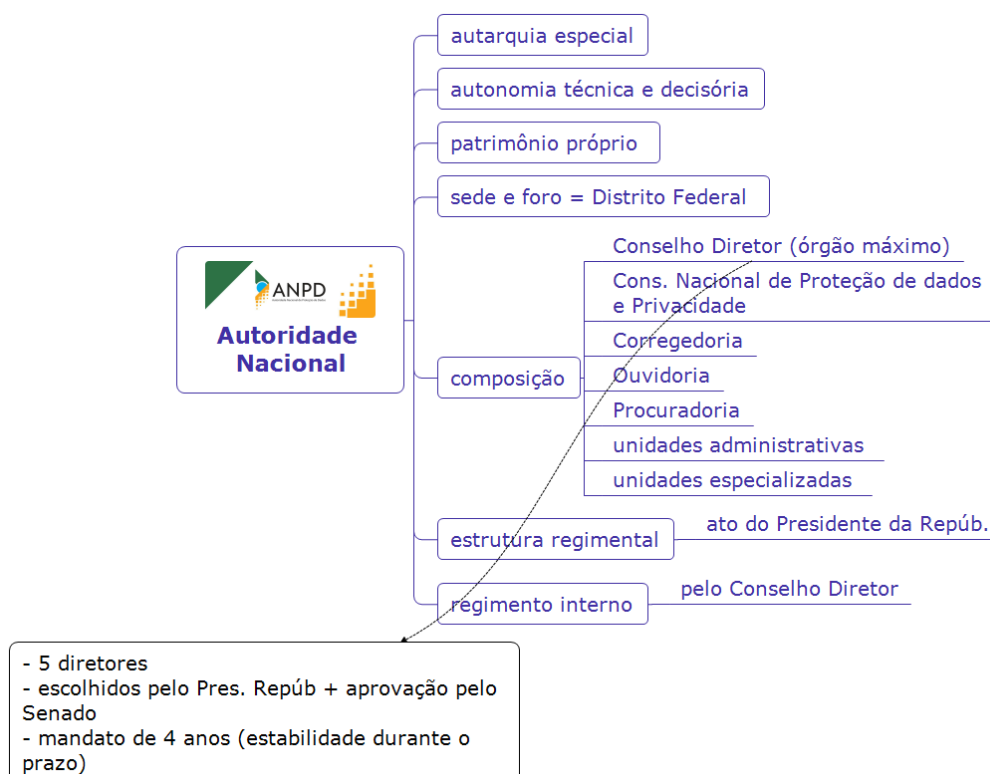 autarquia especial
autonomia técnica e decisória
patrimônio próprio
sede e foro = Distrito Federal
ANPD
Autoridade
Nacional
composição
Conselho Diretor (órgão máximo)
Cons. Nacional de Proteção de dados
e Privacidade
Corregedoria
Ouvidoria
Procuradoria
unidades administrativas
unidades especializadas
estrutura regimental
ato do Presidente da Repúb.
regimento interno
pelo Conselho Diretor
- 5 diretores
- escolhidos pelo Pres. Repúb + aprovação pelo
Senado
- mandato de 4 anos (estabilidade durante o
prazo)